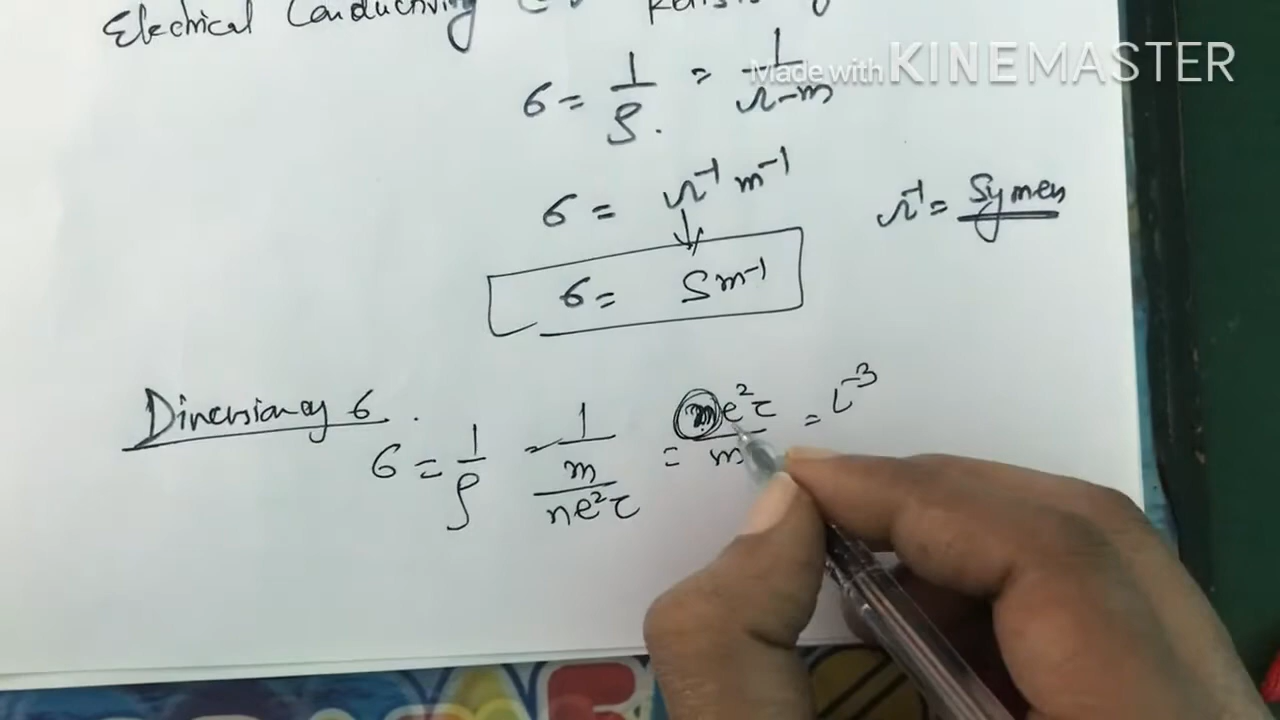 Electrical Conductivity
σ = 1/ρ = 1/Ω-m
Made with KINEMASTER
σ = Ω⁻¹ m⁻¹
Ω⁻¹ = Symen
σ = S m⁻¹
Dimension of σ.
σ = 1/ρ = 1/(m/(ne²τ)) = ne²τ/m = L⁻³